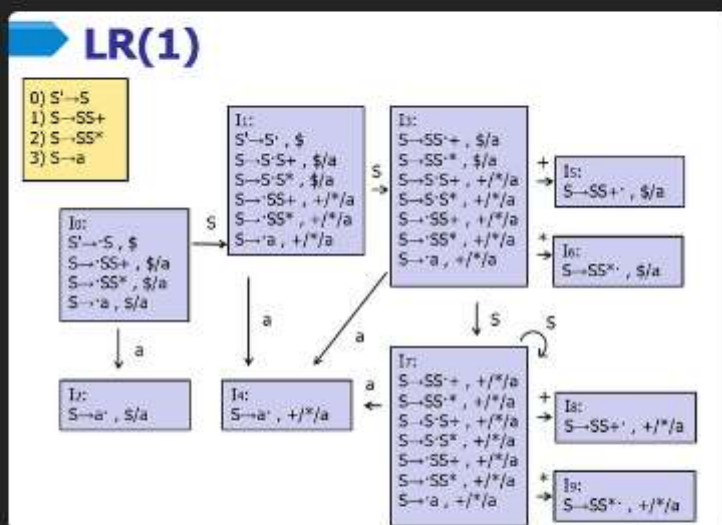 LR(1)
0) S'→S
1) S→SS+
2) S→SS*
3) S→a
I0:
S'→·S , $
S→·SS+ , $/a
S→·SS* , $/a
S→·a , $/a
S
a
I1:
S'→S· , $
S→S·S+ , $/a
S→S·S* , $/a
S→·SS+ , +/*/a
S→·SS* , +/*/a
S→·a , +/*/a
S
a
I3:
S→SS·+ , $/a
S→SS·* , $/a
S→S·S+ , +/*/a
S→S·S* , +/*/a
S→·SS+ , +/*/a
S→·SS* , +/*/a
S→·a , +/*/a
+
I5:
S→SS+· , $/a
*
I6:
S→SS*· , $/a
a
S
S
I2:
S→a· , $/a
I4:
S→a· , +/*/a
a
I7:
S→SS·+ , +/*/a
S→SS·* , +/*/a
S→S·S+ , +/*/a
S→S·S* , +/*/a
S→·SS+ , +/*/a
S→·SS* , +/*/a
S→·a , +/*/a
+
I8:
S→SS+· , +/*/a
*
I9:
S→SS*· , +/*/a